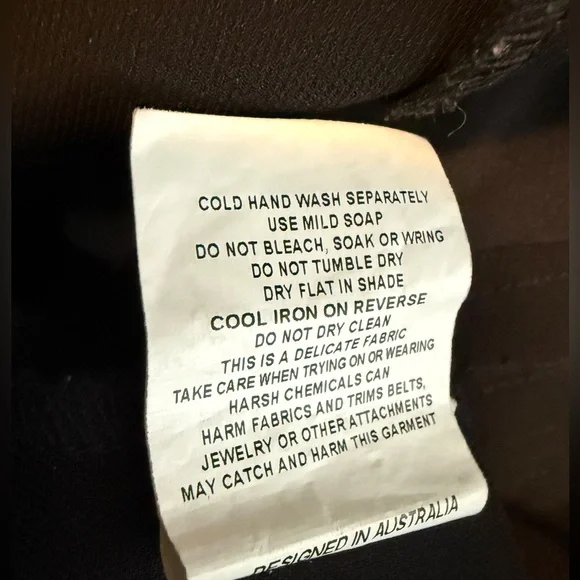 COLD HAND WASH SEPARATELY
USE MILD SOAP
DO NOT BLEACH, SOAK OR WRING
DO NOT TUMBLE DRY
DRY FLAT IN SHADE
COOL IRON ON REVERSE
DO NOT DRY CLEAN
THIS IS A DELICATE FABRIC
TAKE CARE WHEN TRYING ON OR WEARING
HARSH CHEMICALS CAN
HARM FABRICS AND TRIMS BELTS,
JEWELRY OR OTHER ATTACHMENTS
MAY CATCH AND HARM THIS GARMENT
DESIGNED IN AUSTRALIA